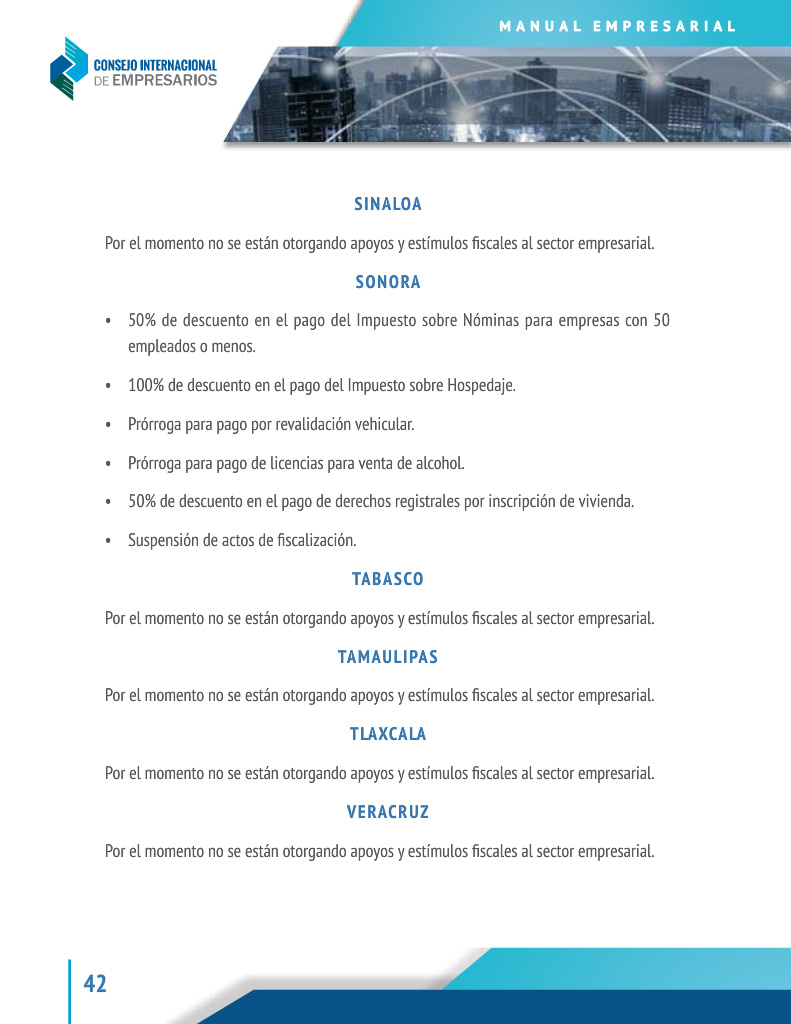 MANUAL EMPRESARIAL
CONSEJO INTERNACIONAL
DE EMPRESARIOS
SINALOA
Por el momento no se están otorgando apoyos y estímulos fiscales al sector empresarial.
SONORA
• 50% de descuento en el pago del Impuesto sobre Nóminas para empresas con 50
empleados o menos.
• 100% de descuento en el pago del Impuesto sobre Hospedaje.
• Prórroga para pago por revalidación vehicular.
• Prórroga para pago de licencias para venta de alcohol.
• 50% de descuento en el pago de derechos registrales por inscripción de vivienda.
• Suspensión de actos de fiscalización.
TABASCO
Por el momento no se están otorgando apoyos y estímulos fiscales al sector empresarial.
TAMAULIPAS
Por el momento no se están otorgando apoyos y estímulos fiscales al sector empresarial.
TLAXCALA
Por el momento no se están otorgando apoyos y estímulos fiscales al sector empresarial.
VERACRUZ
Por el momento no se están otorgando apoyos y estímulos fiscales al sector empresarial.
42